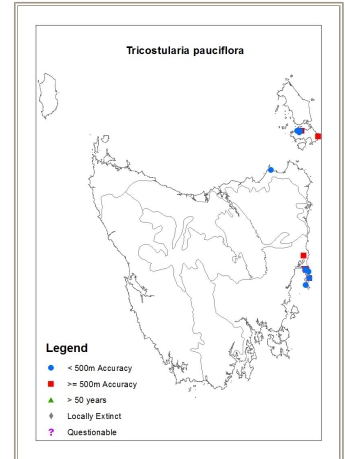 Tricostularia pauciflora
Legend
< 500m Accuracy
>= 500m Accuracy
> 50 years
Locally Extinct
? Questionable